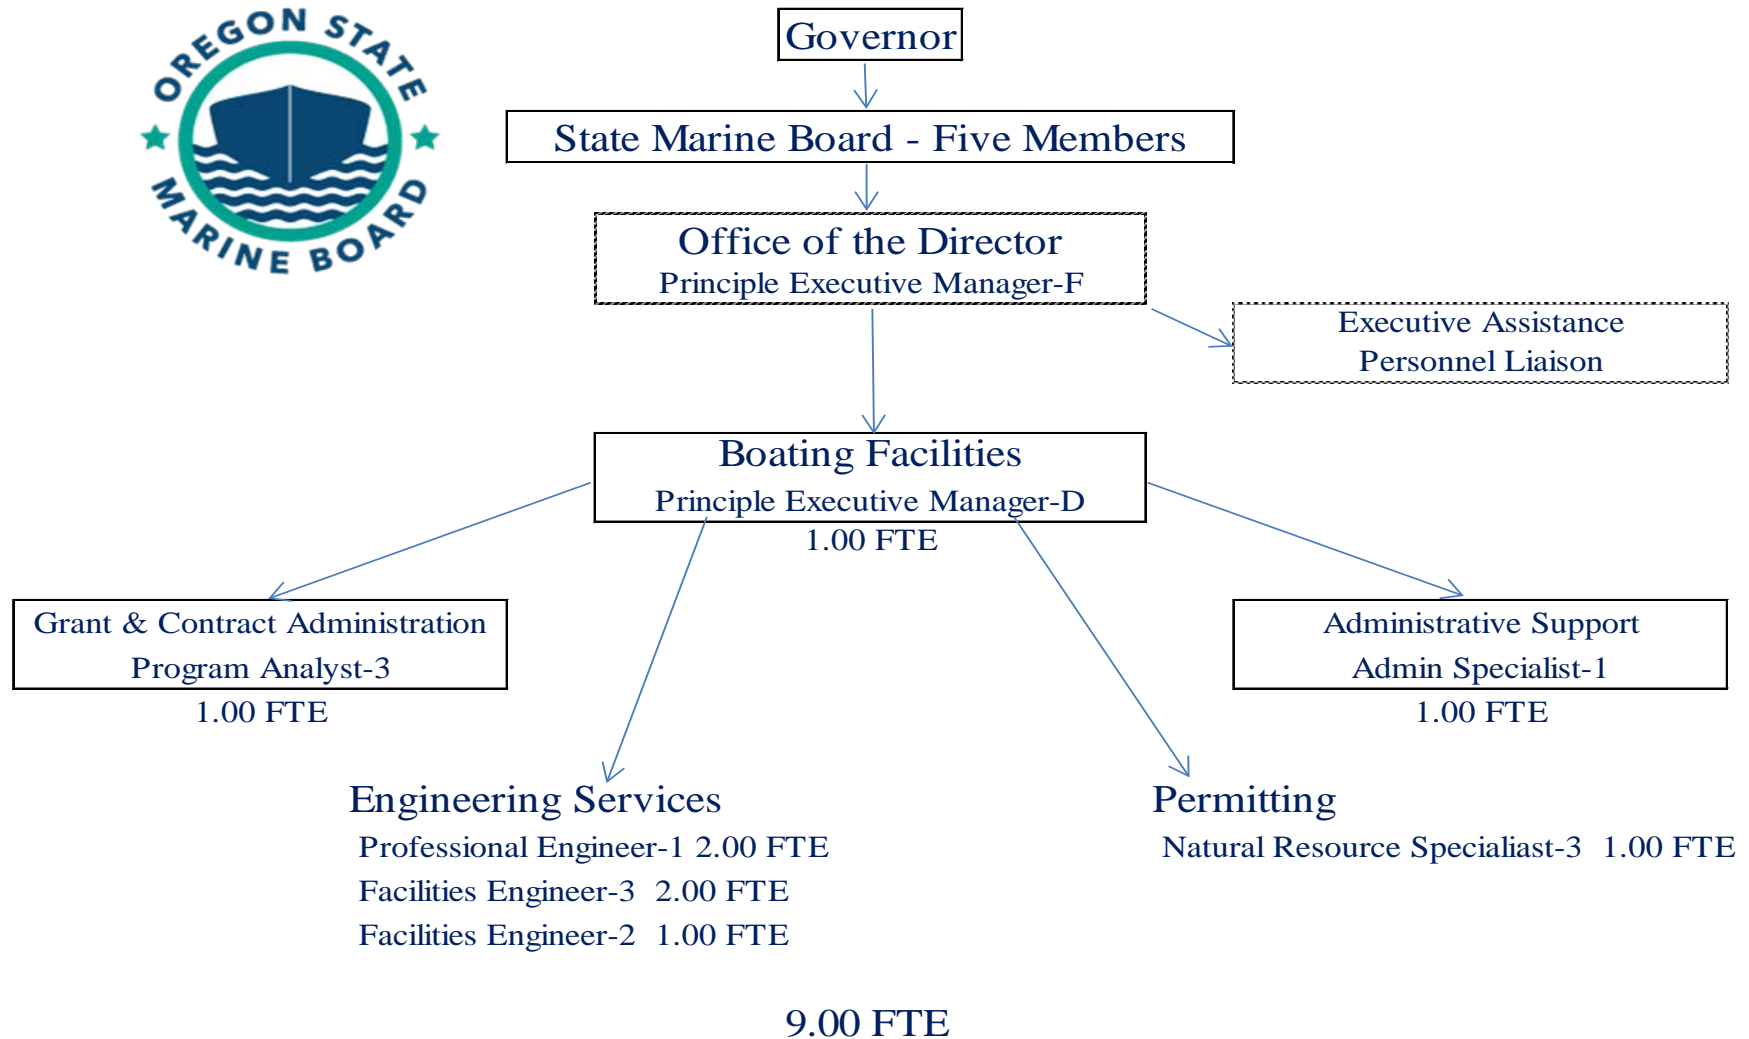 OREGON STATE
MARINE BOARD
Governor
State Marine Board - Five Members
Office of the Director
Principle Executive Manager-F
Executive Assistance
Personnel Liaison
Boating Facilities
Principle Executive Manager-D
1.00 FTE
Grant & Contract Administration
Program Analyst-3
1.00 FTE
Administrative Support
Admin Specialist-1
1.00 FTE
Engineering Services
Professional Engineer-1 2.00 FTE
Facilities Engineer-3 2.00 FTE
Facilities Engineer-2 1.00 FTE
Permitting
Natural Resource Specialiast-3 1.00 FTE
9.00 FTE